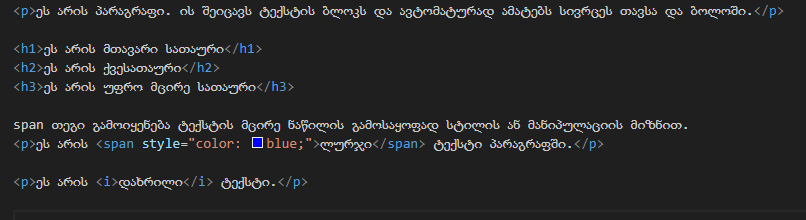 <p>ეს არის პარაგრაფი. ის შეიცავს ტექსტის ბლოკს და ავტომატურად ამატებს სივრცეს თავსა და ბოლოში.</p>
<h1>ეს არის მთავარი სათაური</h1>
<h2>ეს არის ქვესათაური</h2>
<h3>ეს არის უფრო მცირე სათაური</h3>
span თეგი გამოიყენება ტექსტის მცირე ნაწილის გამოსაყოფად სტილის ან მანიპულაციის მიზნით.
<p>ეს არის <span style="color: blue;">ლურჯი</span> ტექსტი პარაგრაფში.</p>
<p>ეს არის <i>დახრილი</i> ტექსტი.</p>